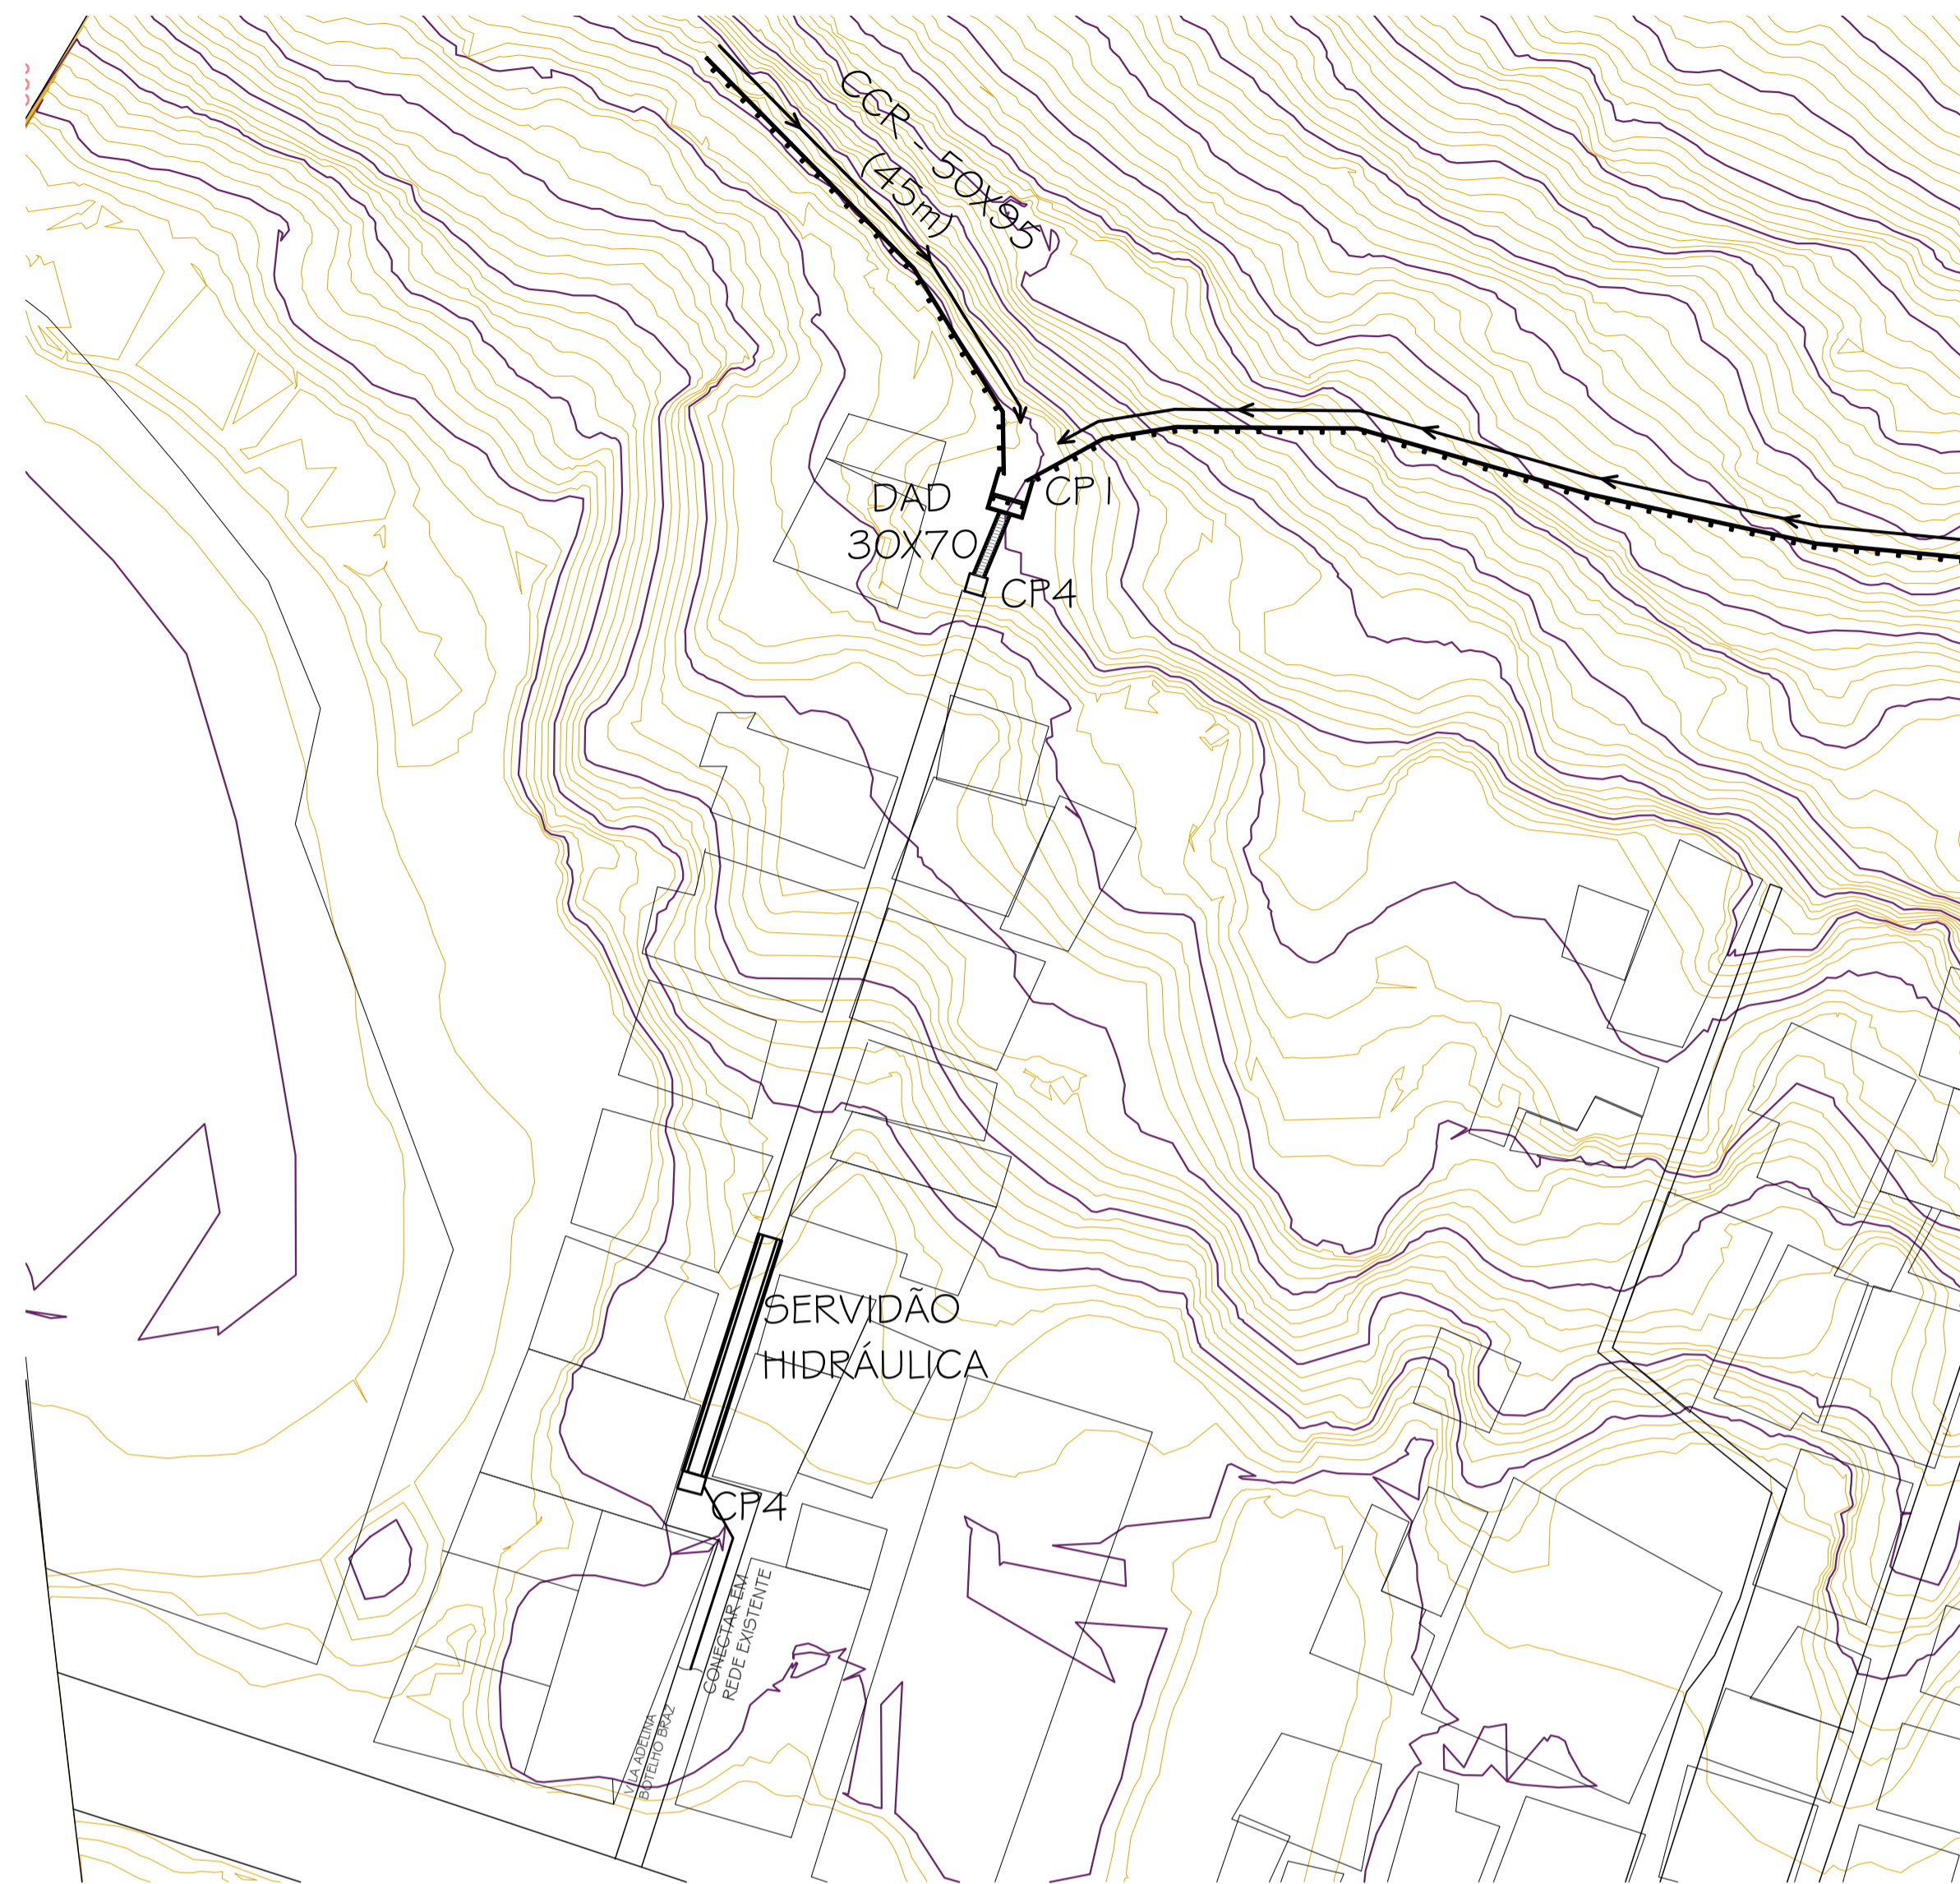 CCR - 50X95
(45m)
DAD
30X70
CP1
CP4
SERVIDÃO
HIDRÁULICA
CP4
CONECTAR EM
REDE EXISTENTE
VILA ADELINA
BOTELHO BRAZ